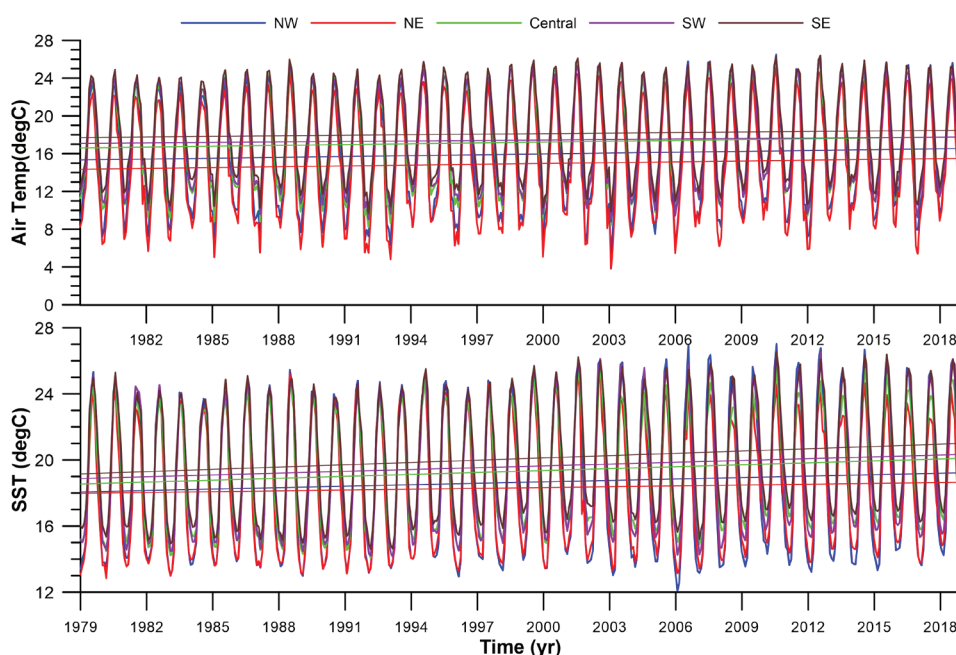 NW NE Central SW SE
28
24
20
16
12
8
4
0
Air Temp(degC)
1982 1985 1988 1991 1994 1997 2000 2003 2006 2009 2012 2015 2018
28
24
20
16
12
SST (degC)
1979 1982 1985 1988 1991 1994 1997 2000 2003 2006 2009 2012 2015 2018
Time (yr)